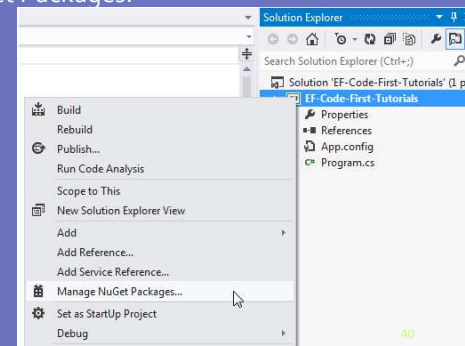 et Packages.
Solution Explorer
Search Solution Explorer (Ctrl+;)
Solution 'EF-Code-First-Tutorials' (1 p
EF-Code-First-Tutorials
Properties
References
App.config
C# Program.cs
Build
Rebuild
Publish...
Run Code Analysis
Scope to This
New Solution Explorer View
Add
Add Reference...
Add Service Reference...
Manage NuGet Packages...
Set as StartUp Project
Debug
40